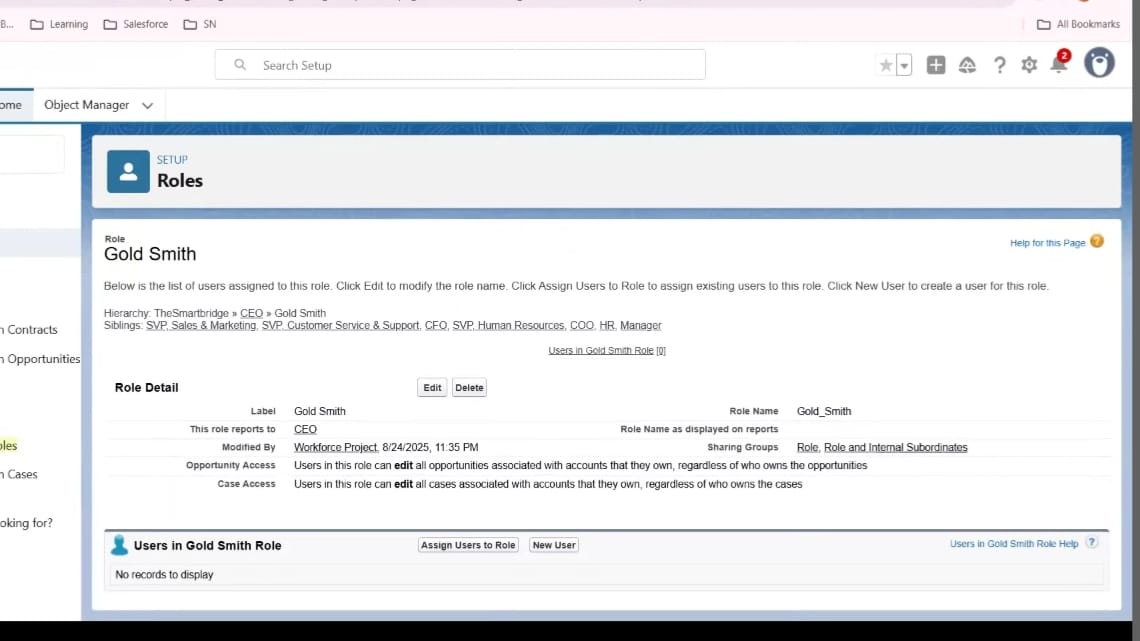 B...
Learning
Salesforce
SN
All Bookmarks
Search Setup
2
ome
Object Manager
SETUP
Roles
Role
Gold Smith
Help for this Page ?
Below is the list of users assigned to this role. Click Edit to modify the role name. Click Assign Users to Role to assign existing users to this role. Click New User to create a user for this role.
Hierarchy: TheSmartbridge » CEO » Gold Smith
Siblings: SVP, Sales & Marketing, SVP, Customer Service & Support, CFO, SVP, Human Resources, COO, HR, Manager
Users in Gold Smith Role [0]
Role Detail
Edit
Delete
Label Gold Smith
Role Name Gold_Smith
This role reports to CEO
Role Name as displayed on reports
Modified By Workforce Project, 8/24/2025, 11:35 PM
Sharing Groups Role, Role and Internal Subordinates
Opportunity Access Users in this role can edit all opportunities associated with accounts that they own, regardless of who owns the opportunities
Case Access Users in this role can edit all cases associated with accounts that they own, regardless of who owns the cases
Users in Gold Smith Role
Assign Users to Role
New User
Users in Gold Smith Role Help ?
No records to display
n Contracts
n Opportunities
oles
n Cases
oking for?